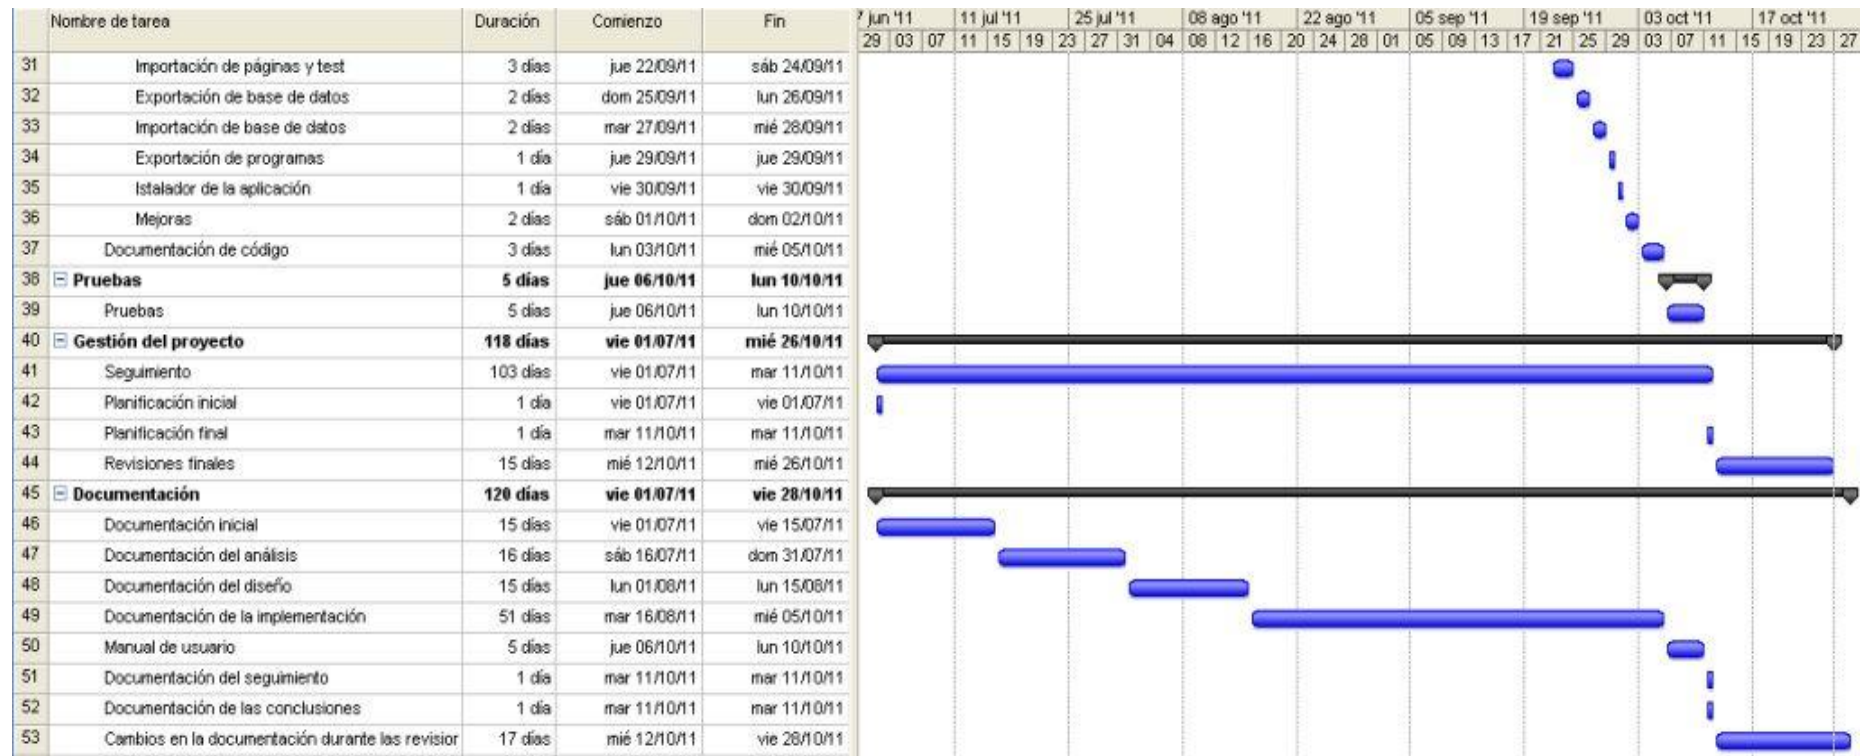 Nombre de tarea Duración Comienzo Fin 7 jun '11 11 jul '11 25 jul '11 08 ago '11 22 ago '11 05 sep '11 19 sep '11 03 oct '11 17 oct '11
29 03 07 11 15 19 23 27 31 04 08 12 16 20 24 28 01 05 09 13 17 21 25 29 03 07 11 15 19 23 27
31 Importación de páginas y test 3 días jue 22/09/11 sáb 24/09/11
32 Exportación de base de datos 2 días dom 25/09/11 lun 26/09/11
33 Importación de base de datos 2 días mar 27/09/11 mié 28/09/11
34 Exportación de programas 1 día jue 29/09/11 jue 29/09/11
35 Istalador de la aplicación 1 día vie 30/09/11 vie 30/09/11
36 Mejoras 2 días sáb 01/10/11 dom 02/10/11
37 Documentación de código 3 días lun 03/10/11 mié 05/10/11
38 Pruebas 5 días jue 06/10/11 lun 10/10/11
39 Pruebas 5 días jue 06/10/11 lun 10/10/11
40 Gestión del proyecto 118 días vie 01/07/11 mié 26/10/11
41 Seguimiento 103 días vie 01/07/11 mar 11/10/11
42 Planificación inicial 1 día vie 01/07/11 vie 01/07/11
43 Planificación final 1 día mar 11/10/11 mar 11/10/11
44 Revisiones finales 15 días mié 12/10/11 mié 26/10/11
45 Documentación 120 días vie 01/07/11 vie 28/10/11
46 Documentación inicial 15 días vie 01/07/11 vie 15/07/11
47 Documentación del análisis 16 días sáb 16/07/11 dom 31/07/11
48 Documentación del diseño 15 días lun 01/08/11 lun 15/08/11
49 Documentación de la implementación 51 días mar 16/08/11 mié 05/10/11
50 Manual de usuario 5 días jue 06/10/11 lun 10/10/11
51 Documentación del seguimiento 1 día mar 11/10/11 mar 11/10/11
52 Documentación de las conclusiones 1 día mar 11/10/11 mar 11/10/11
53 Cambios en la documentación durante las revisior 17 días mié 12/10/11 vie 28/10/11